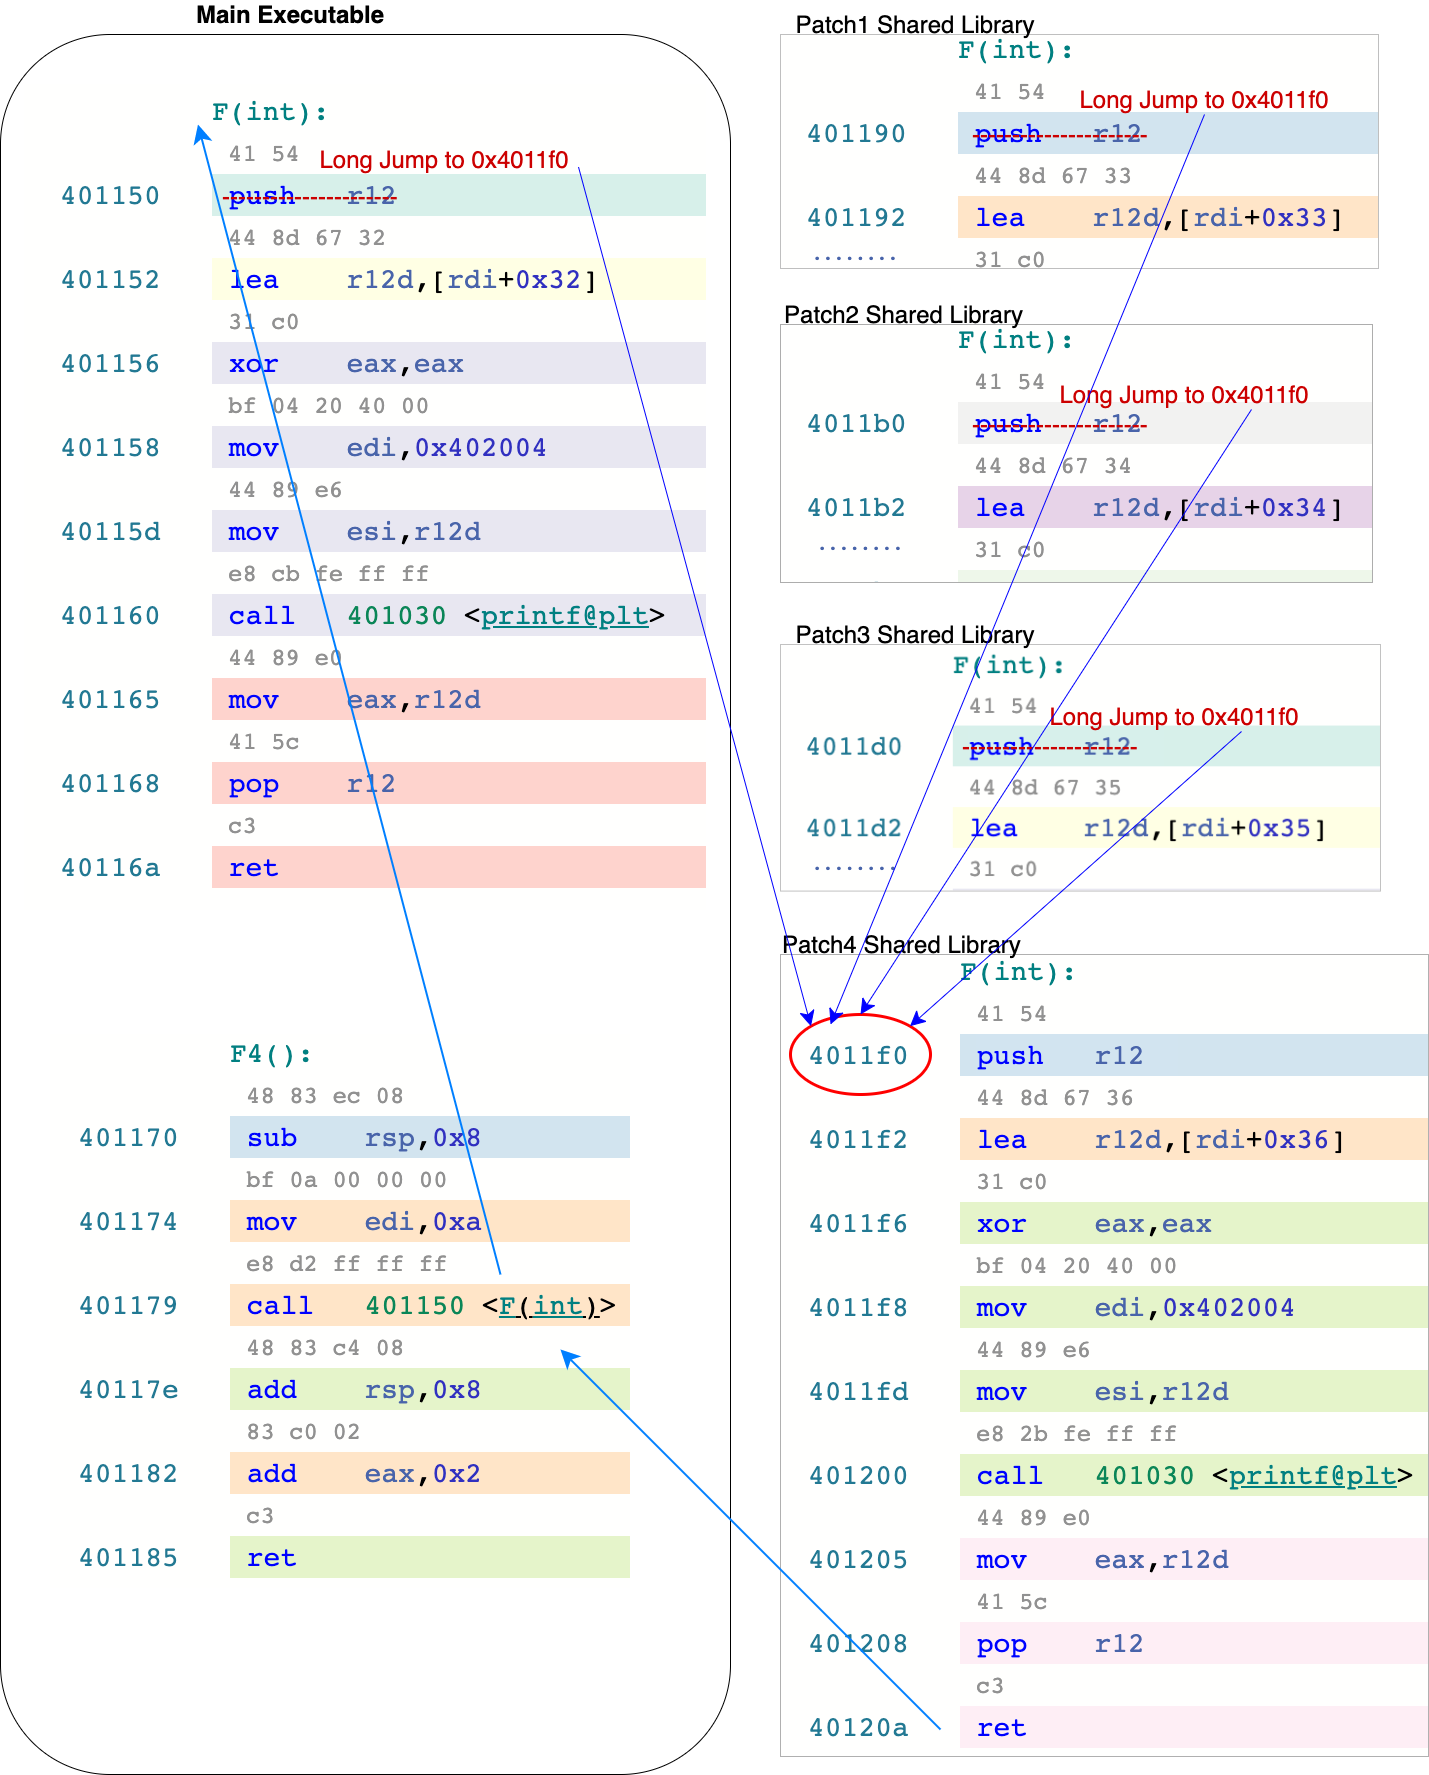 Main Executable
F(int):
41 54 Long Jump to 0x4011f0
401150 push r12
44 8d 67 32
401152 lea r12d,[rdi+0x32]
31 c0
401156 xor eax,eax
bf 04 20 40 00
401158 mov edi,0x402004
44 89 e6
40115d mov esi,r12d
e8 cb fe ff ff
401160 call 401030 <printf@plt>
44 89 e0
401165 mov eax,r12d
41 5c
401168 pop r12
c3
40116a ret
F4():
48 83 ec 08
401170 sub rsp,0x8
bf 0a 00 00 00
401174 mov edi,0xa
e8 d2 ff ff ff
401179 call 401150 <F(int)>
48 83 c4 08
40117e add rsp,0x8
83 c0 02
401182 add eax,0x2
c3
401185 ret
Patch1 Shared Library
F(int):
41 54 Long Jump to 0x4011f0
401190 push r12
44 8d 67 33
401192 lea r12d,[rdi+0x33]
........ 31 c0
Patch2 Shared Library
F(int):
41 54 Long Jump to 0x4011f0
4011b0 push r12
44 8d 67 34
4011b2 lea r12d,[rdi+0x34]
........ 31 c0
Patch3 Shared Library
F(int):
41 54 Long Jump to 0x4011f0
4011d0 push r12
44 8d 67 35
4011d2 lea r12d,[rdi+0x35]
........ 31 c0
Patch4 Shared Library
F(int):
41 54
4011f0 push r12
44 8d 67 36
4011f2 lea r12d,[rdi+0x36]
31 c0
4011f6 xor eax,eax
bf 04 20 40 00
4011f8 mov edi,0x402004
44 89 e6
4011fd mov esi,r12d
e8 2b fe ff ff
401200 call 401030 <printf@plt>
44 89 e0
401205 mov eax,r12d
41 5c
401208 pop r12
c3
40120a ret